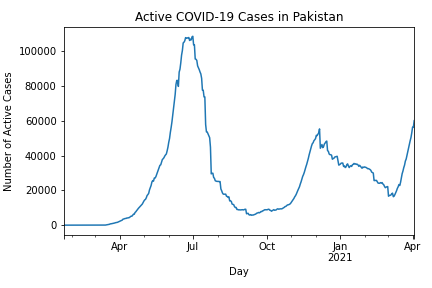 Active COVID-19 Cases in Pakistan
Number of Active Cases
100000
80000
60000
40000
20000
0
Apr Jul Oct Jan Apr
2021
Day